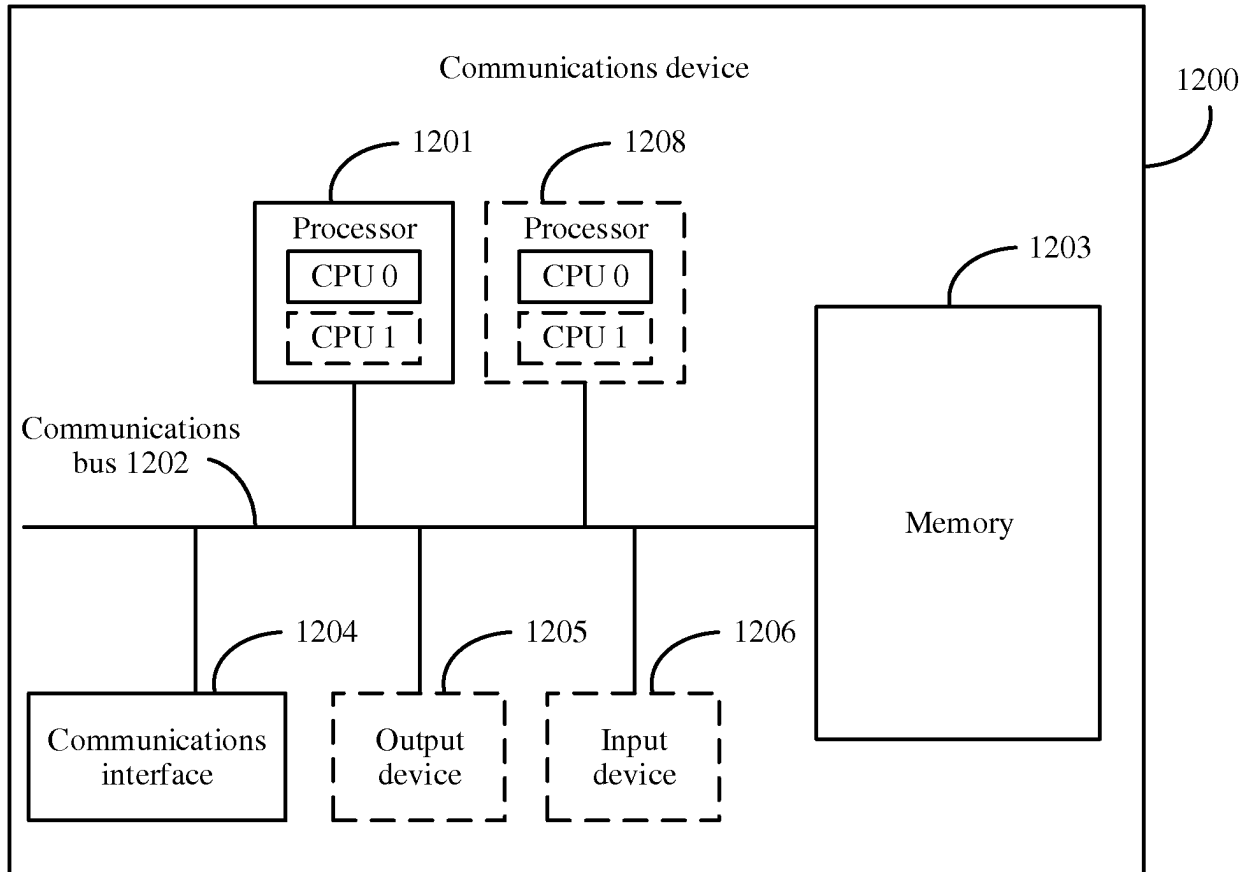 Communications device
1200
1201
1208
Processor
CPU 0
CPU 1
Processor
CPU 0
CPU 1
1203
Memory
Communications
bus 1202
1204
Communications
interface
1205
Output
device
1206
Input
device